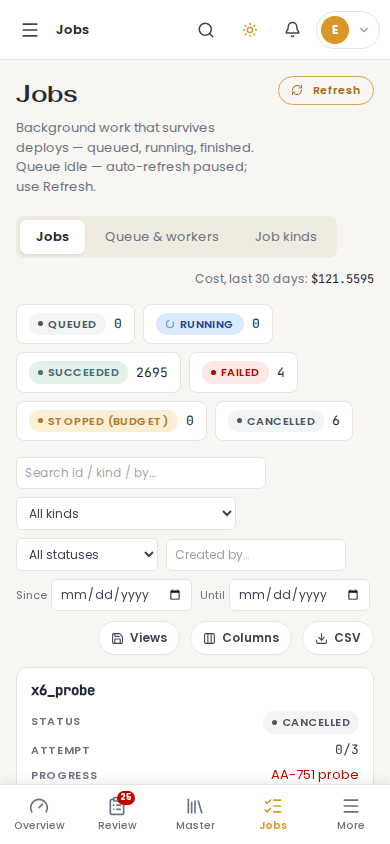 Jobs
E
Jobs
Refresh
Background work that survives
deploys — queued, running, finished.
Queue idle — auto-refresh paused;
use Refresh.
Jobs Queue & workers Job kinds
Cost, last 30 days: $121.5595
QUEUED 0 RUNNING 0
SUCCEEDED 2695 FAILED 4
STOPPED (BUDGET) 0 CANCELLED 6
Search id / kind / by…
All kinds
All statuses Created by…
Since mm/dd/yyyy Until mm/dd/yyyy
Views Columns CSV
x6_probe
STATUS CANCELLED
ATTEMPT 0/3
PROGRESS AA-751 probe
25
Overview Review Master Jobs More